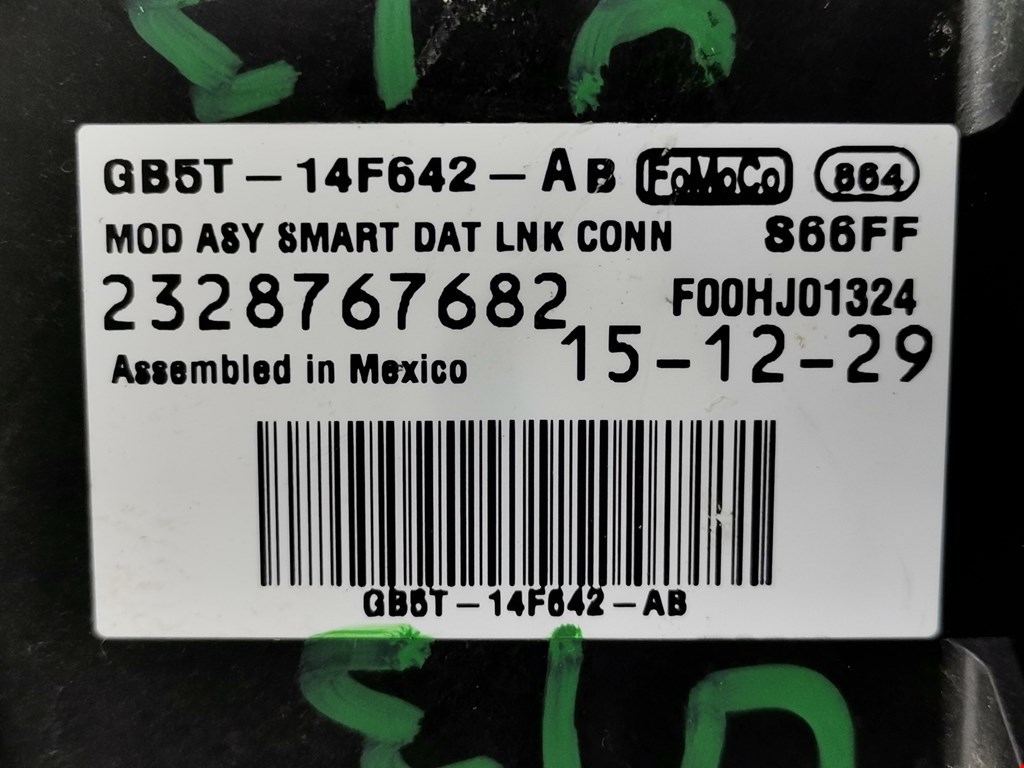 GB5T - 14F642 - AB FoMoCo 864
MOD ASY SMART DAT LNK CONN S66FF
2328767682 F00HJ01324
Assembled in Mexico 15-12-29
GB5T - 14F642 - AB